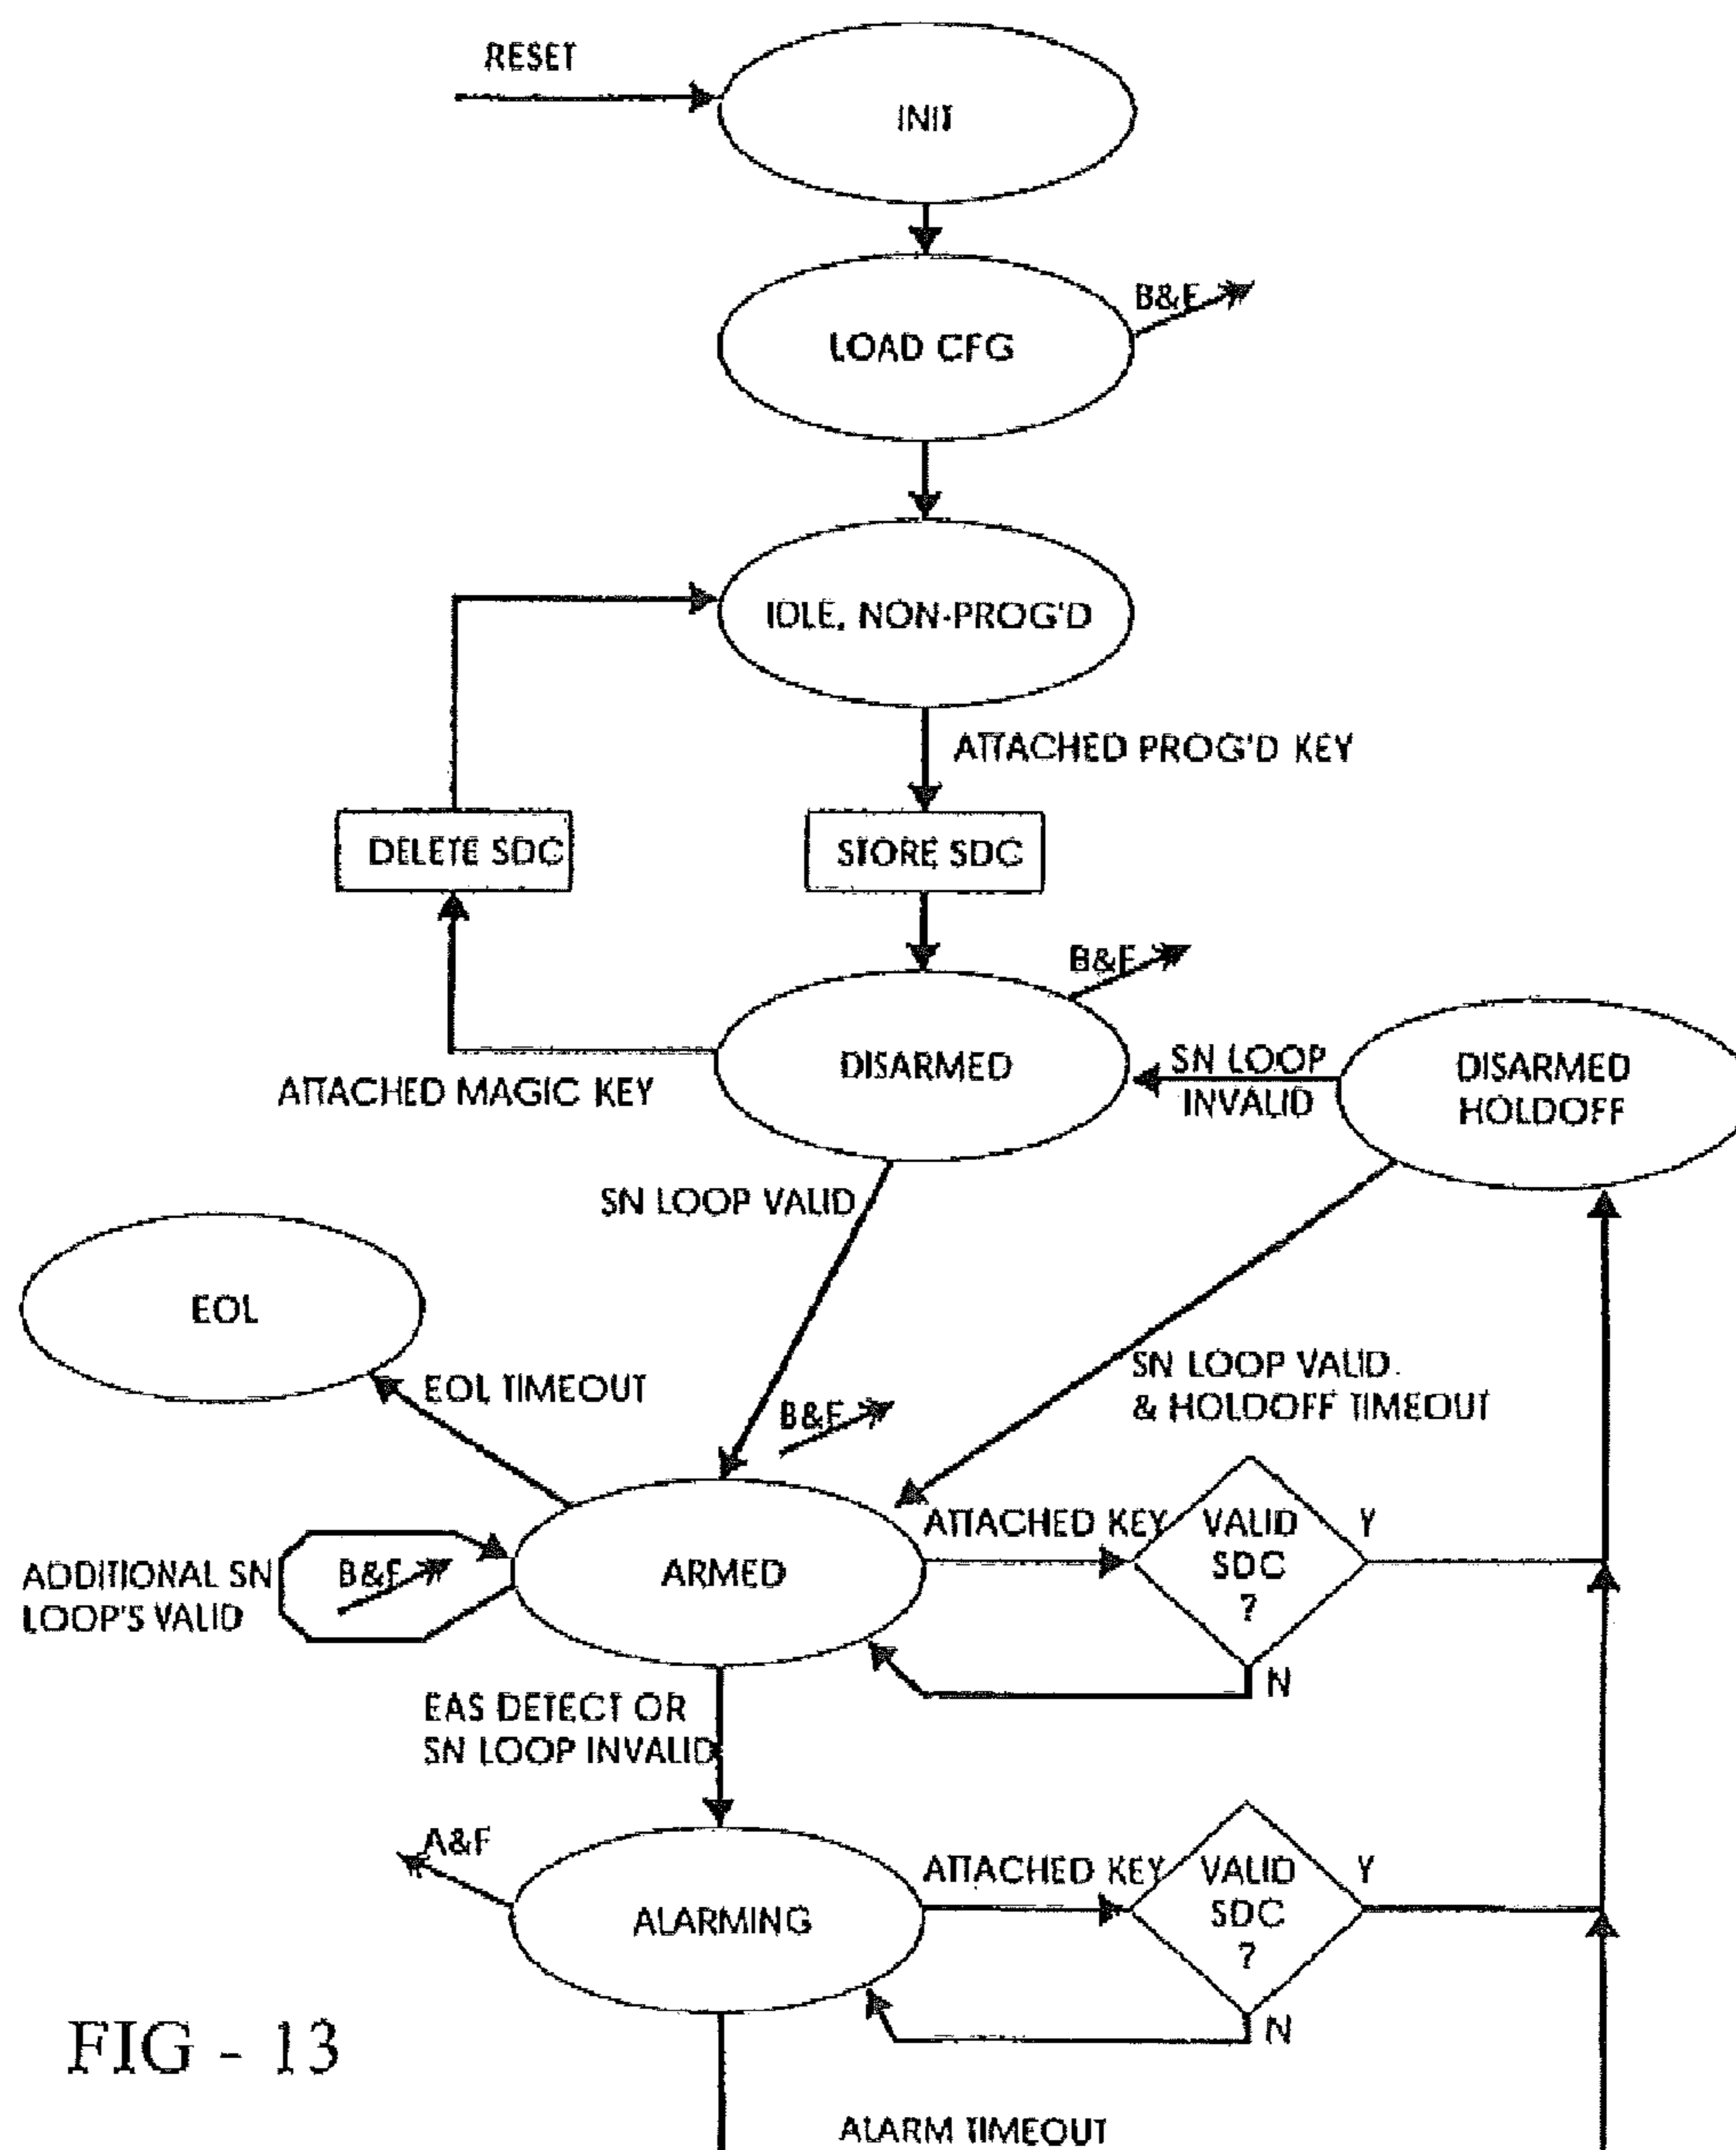 RESET
INIT
B&F
LOAD CFG
IDLE, NON-PROG'D
ATTACHED PROG'D KEY
DELETE SDC
STORE SDC
B&F
DISARMED
SN LOOP
INVALID
DISARMED
HOLDOFF
ATTACHED MAGIC KEY
SN LOOP VALID
EOL
EOL TIMEOUT
SN LOOP VALID
& HOLDOFF TIMEOUT
B&F
ATTACHED KEY
VALID
SDC
?
Y
N
ARMED
ADDITIONAL SN
LOOP'S VALID
B&F
EAS DETECT OR
SN LOOP INVALID
A&F
ATTACHED KEY
VALID
SDC
?
Y
N
ALARMING
ALARM TIMEOUT
FIG - 13